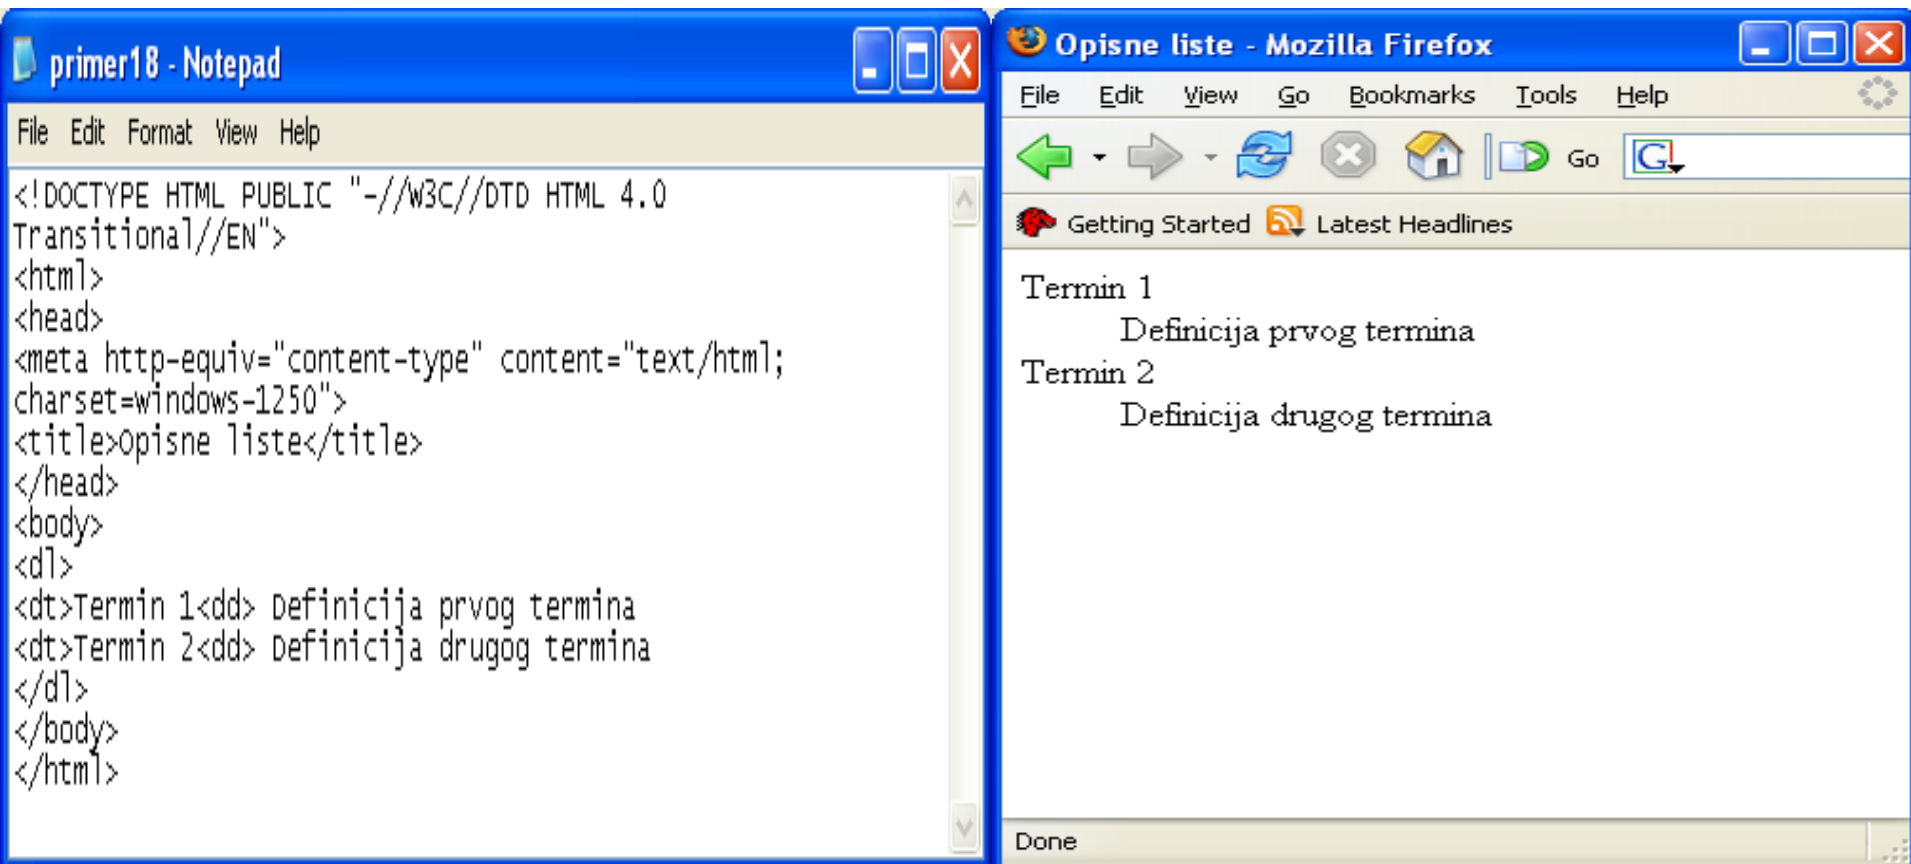 primer18 - Notepad
File Edit Format View Help
<!DOCTYPE HTML PUBLIC "-//W3C//DTD HTML 4.0
Transitional//EN">
<html>
<head>
<meta http-equiv="content-type" content="text/html;
charset=windows-1250">
<title>Opisne liste</title>
</head>
<body>
<dl>
<dt>Termin 1<dd> Definicija prvog termina
<dt>Termin 2<dd> Definicija drugog termina
</dl>
</body>
</html>
Opisne liste - Mozilla Firefox
File Edit View Go Bookmarks Tools Help
Go G
Getting Started Latest Headlines
Termin 1
Definicija prvog termina
Termin 2
Definicija drugog termina
Done